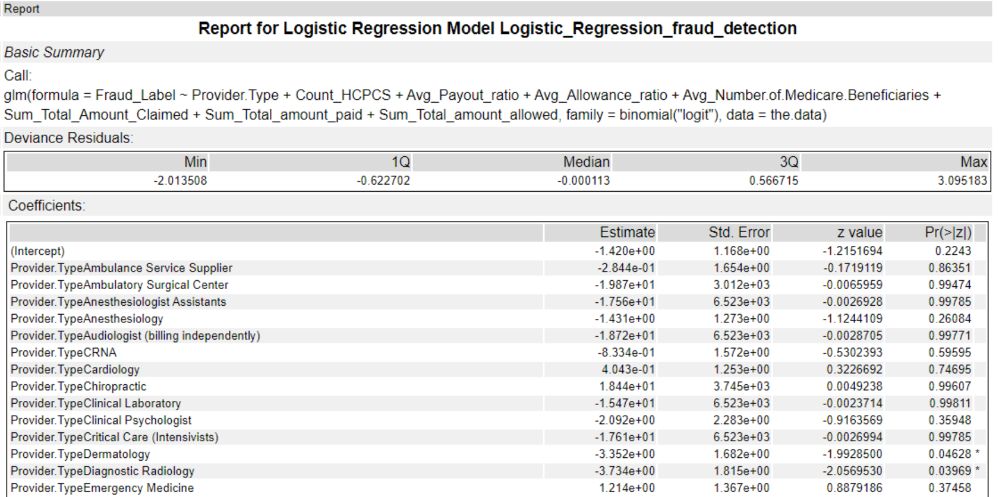 Report
Report for Logistic Regression Model Logistic_Regression_fraud_detection
Basic Summary
Call:
glm(formula = Fraud_Label ~ Provider.Type + Count_HCPCS + Avg_Payout_ratio + Avg_Allowance_ratio + Avg_Number.of.Medicare.Beneficiaries +
Sum_Total_Amount_Claimed + Sum_Total_amount_paid + Sum_Total_amount_allowed, family = binomial("logit"), data = the.data)
Deviance Residuals:
Min 1Q Median 3Q Max
-2.013508 -0.622702 -0.000113 0.566715 3.095183
Coefficients:
Estimate Std. Error z value Pr(>|z|)
(Intercept) -1.420e+00 1.168e+00 -1.2151694 0.2243
Provider.TypeAmbulance Service Supplier -2.844e-01 1.654e+00 -0.1719119 0.86351
Provider.TypeAmbulatory Surgical Center -1.987e+01 3.012e+03 -0.0065959 0.99474
Provider.TypeAnesthesiologist Assistants -1.756e+01 6.523e+03 -0.0026928 0.99785
Provider.TypeAnesthesiology -1.431e+00 1.273e+00 -1.1244109 0.26084
Provider.TypeAudiologist (billing independently) -1.872e+01 6.523e+03 -0.0028705 0.99771
Provider.TypeCRNA -8.334e-01 1.572e+00 -0.5302393 0.59595
Provider.TypeCardiology 4.043e-01 1.253e+00 0.3226692 0.74695
Provider.TypeChiropractic 1.844e+01 3.745e+03 0.0049238 0.99607
Provider.TypeClinical Laboratory -1.547e+01 6.523e+03 -0.0023714 0.99811
Provider.TypeClinical Psychologist -2.092e+00 2.283e+00 -0.9163569 0.35948
Provider.TypeCritical Care (Intensivists) -1.761e+01 6.523e+03 -0.0026994 0.99785
Provider.TypeDermatology -3.352e+00 1.682e+00 -1.9928500 0.04628 *
Provider.TypeDiagnostic Radiology -3.734e+00 1.815e+00 -2.0569530 0.03969 *
Provider.TypeEmergency Medicine 1.214e+00 1.367e+00 0.8879186 0.37458